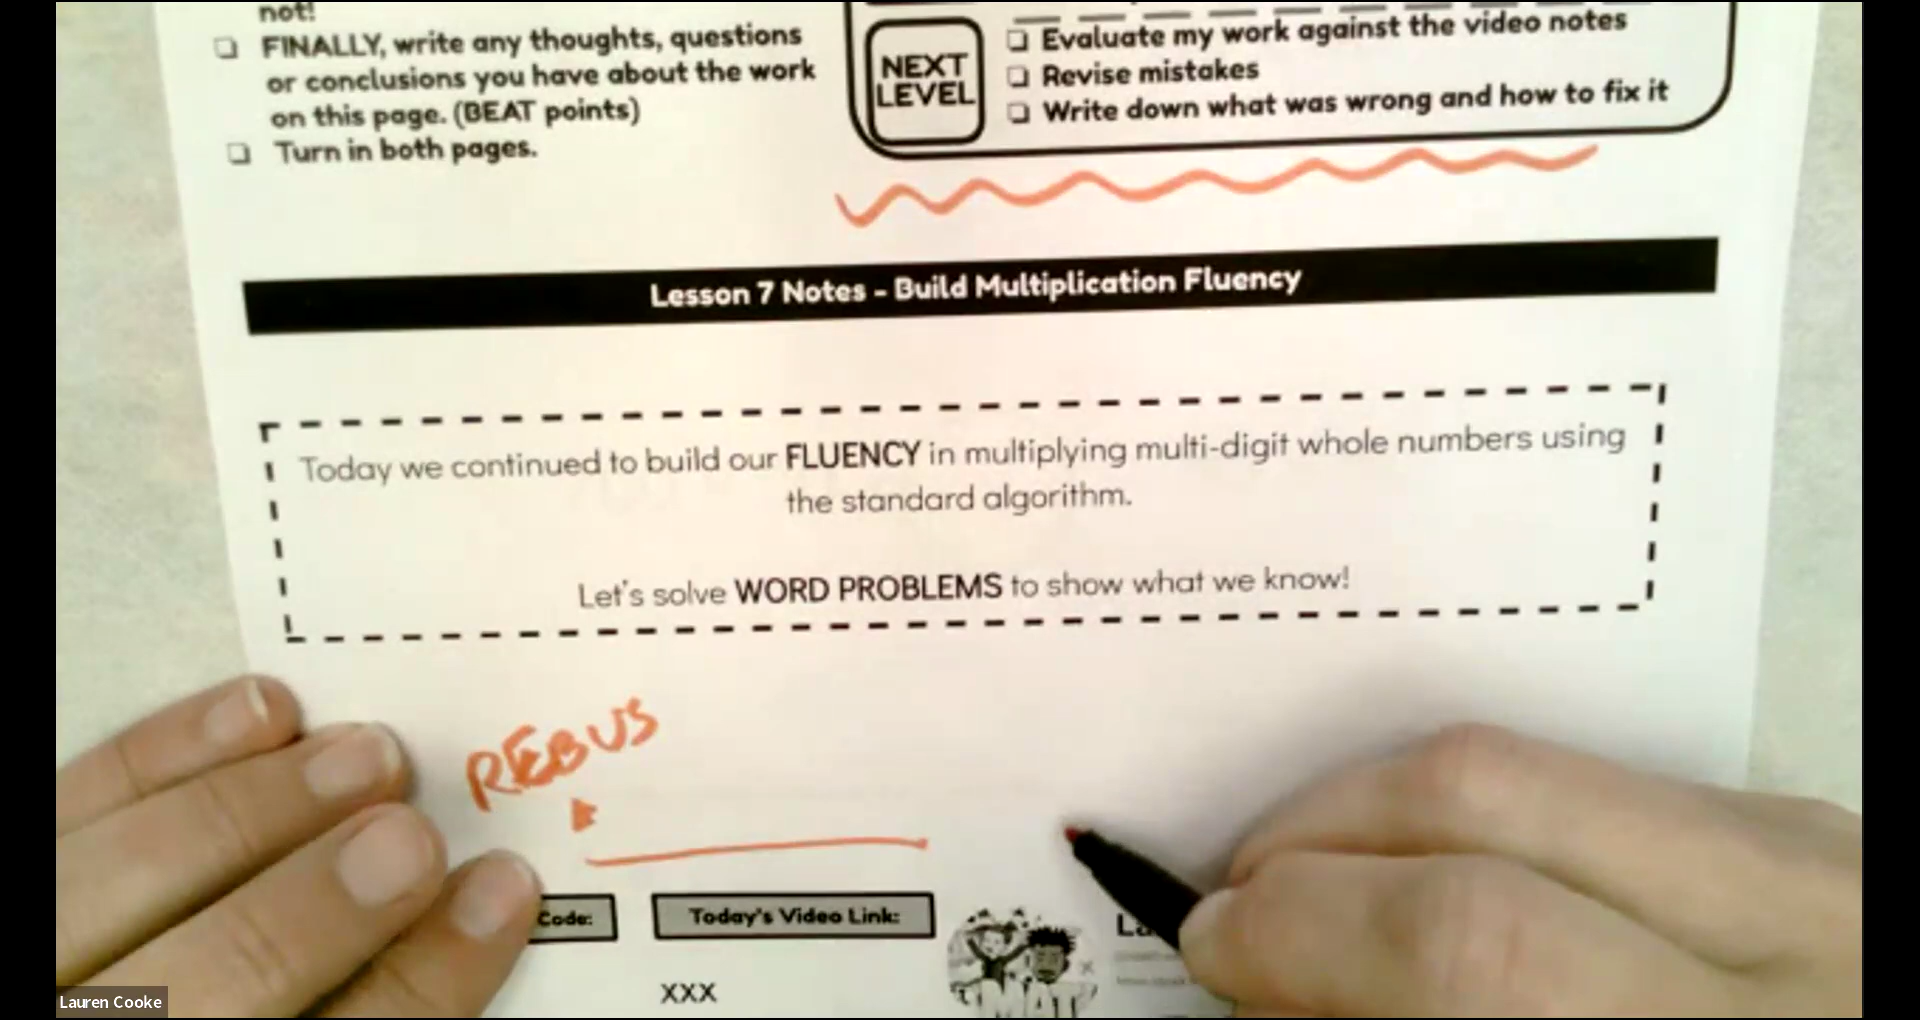 not!
❏ FINALLY, write any thoughts, questions
or conclusions you have about the work
on this page. (BEAT points)
❏ Turn in both pages.
NEXT
LEVEL
❏ Evaluate my work against the video notes
❏ Revise mistakes
❏ Write down what was wrong and how to fix it
Lesson 7 Notes - Build Multiplication Fluency
Today we continued to build our FLUENCY in multiplying multi-digit whole numbers using
the standard algorithm.
Let's solve WORD PROBLEMS to show what we know!
REBUS
Code:
Today's Video Link:
XXX
Lauren Cooke